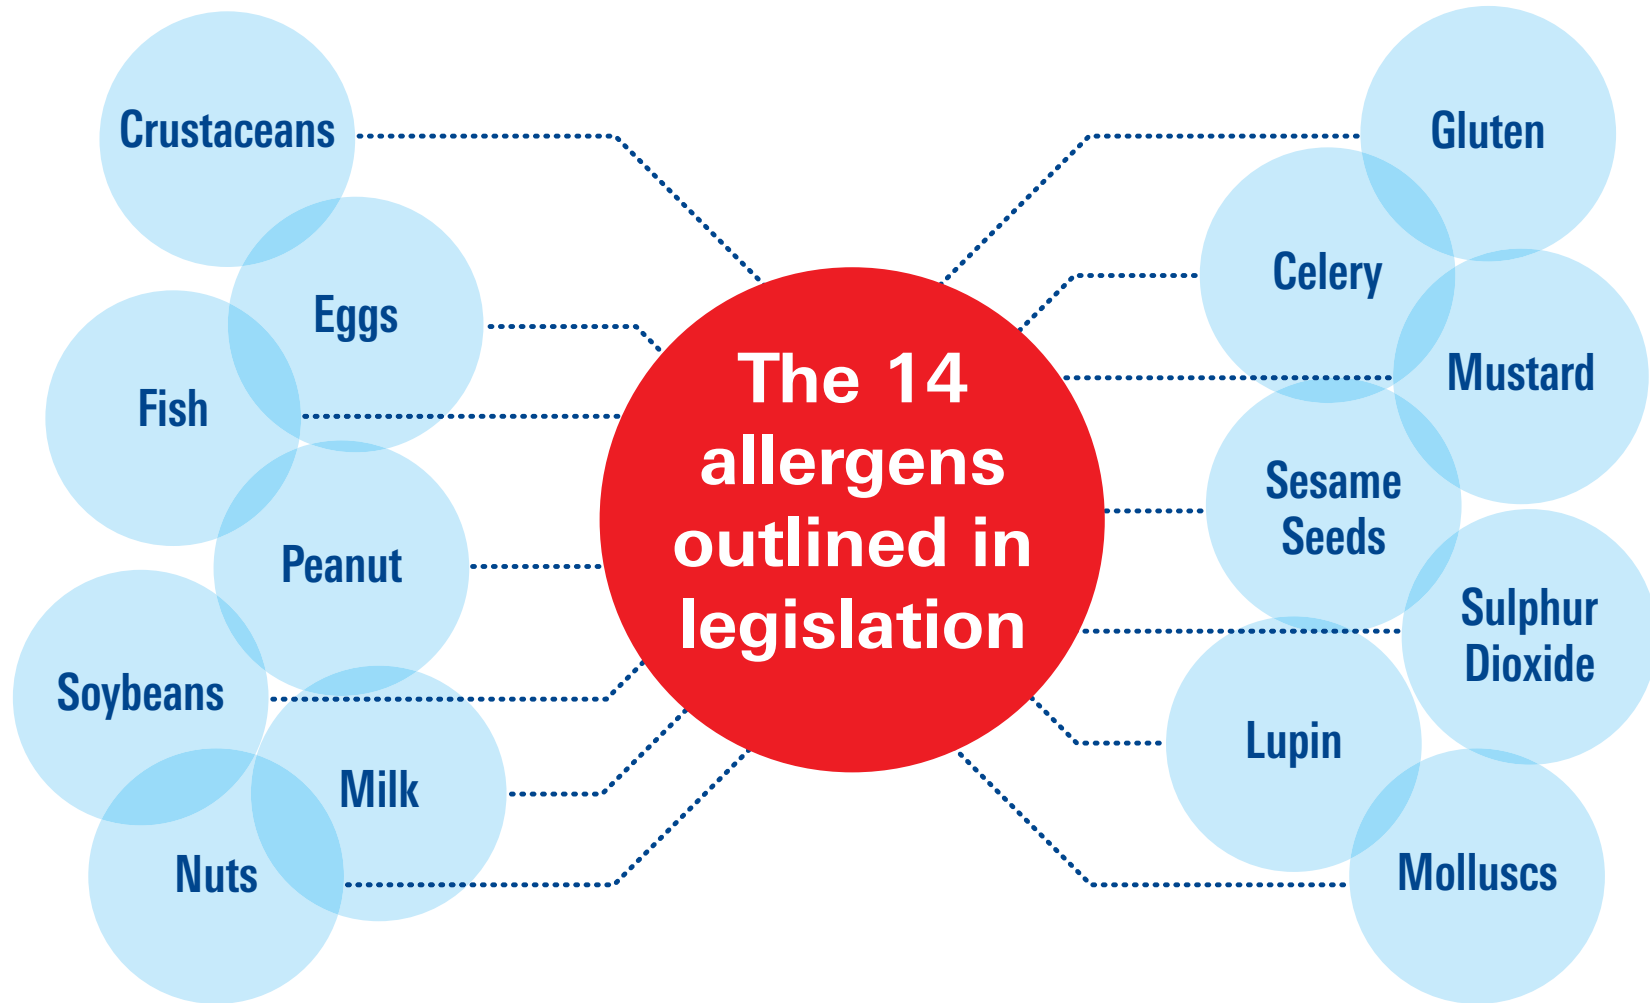 Crustaceans
Eggs
Fish
Peanut
Soybeans
Milk
Nuts
The 14
allergens
outlined in
legislation
Gluten
Celery
Mustard
Sesame
Seeds
Sulphur
Dioxide
Lupin
Molluscs